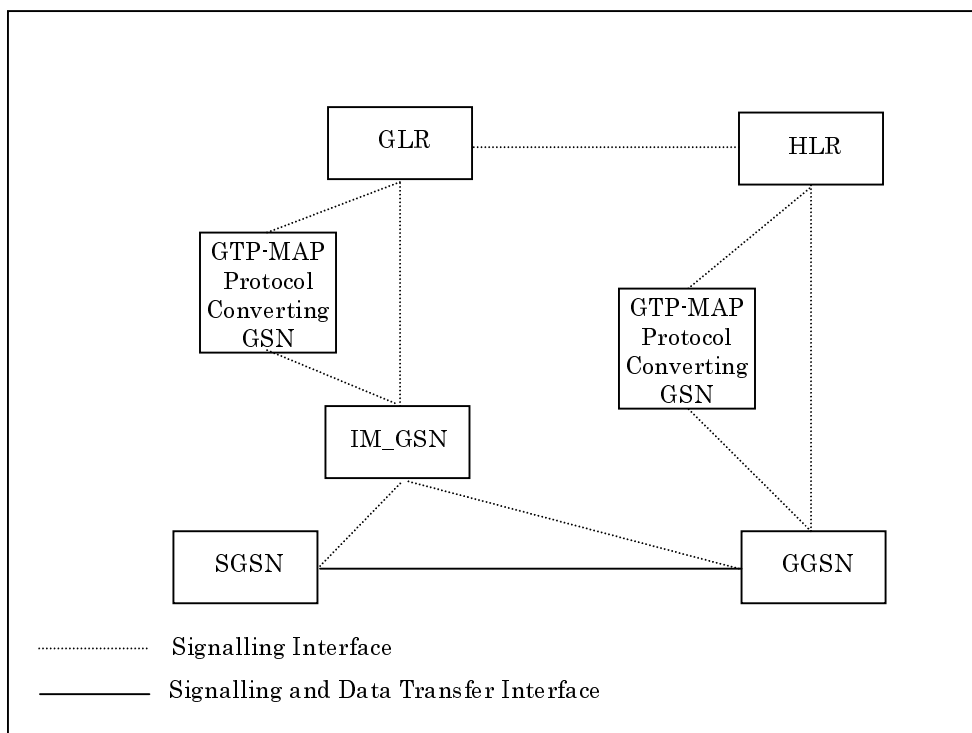 GLR
HLR
GTP-MAP
Protocol
Converting
GSN
GTP-MAP
Protocol
Converting
GSN
IM_GSN
SGSN
GGSN
Signalling Interface
Signalling and Data Transfer Interface